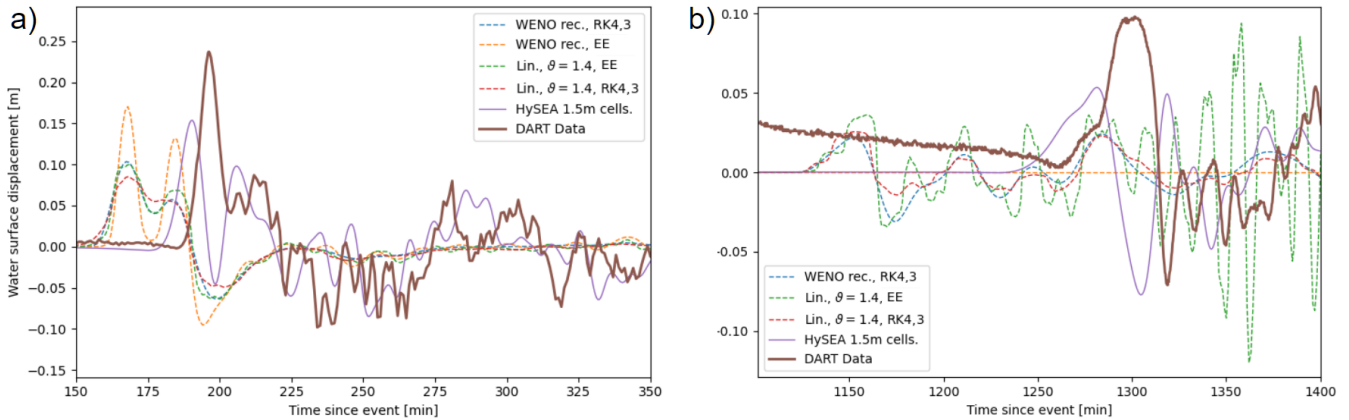 a)
Water surface displacement [m]
0.25
0.20
0.15
0.10
0.05
0.00
−0.05
−0.10
−0.15
150
175
200
225
250
275
300
325
350
Time since event [min]
WENO rec., RK4,3
WENO rec., EE
Lin., ϑ = 1.4, EE
Lin., ϑ = 1.4, RK4,3
HySEA 1.5m cells.
DART Data
b)
0.10
0.05
0.00
-0.05
-0.10
1150
1200
1250
1300
1350
1400
Time since event [min]
WENO rec., RK4,3
Lin., ϑ = 1.4, EE
Lin., ϑ = 1.4, RK4,3
HySEA 1.5m cells.
DART Data